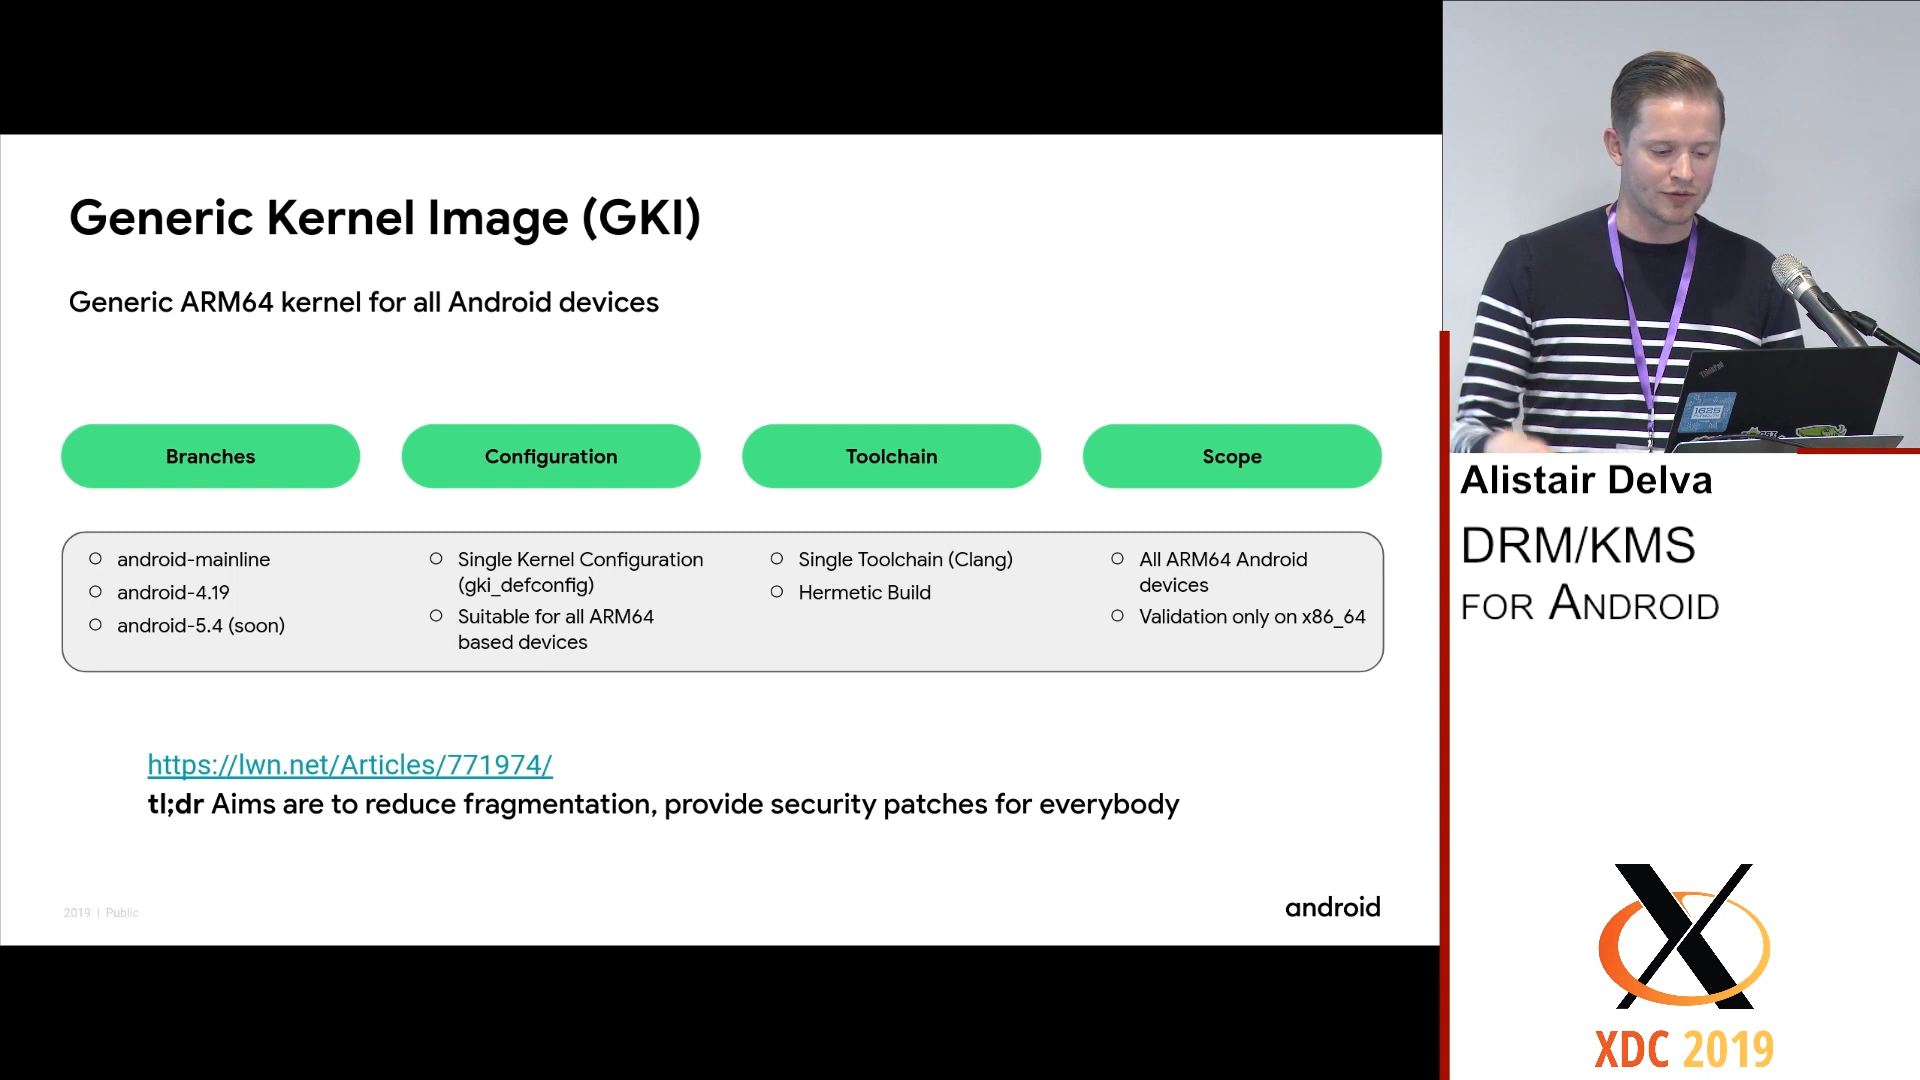 Generic Kernel Image (GKI)
Generic ARM64 kernel for all Android devices
Branches
Configuration
Toolchain
Scope
android-mainline
android-4.19
android-5.4 (soon)
Single Kernel Configuration
(gki_defconfig)
Suitable for all ARM64
based devices
Single Toolchain (Clang)
Hermetic Build
All ARM64 Android
devices
Validation only on x86_64
https://lwn.net/Articles/771974/
tl;dr Aims are to reduce fragmentation, provide security patches for everybody
2019 | Public
android
ThinkPad
1625
Alistair Delva
DRM/KMS
FOR ANDROID
XDC 2019